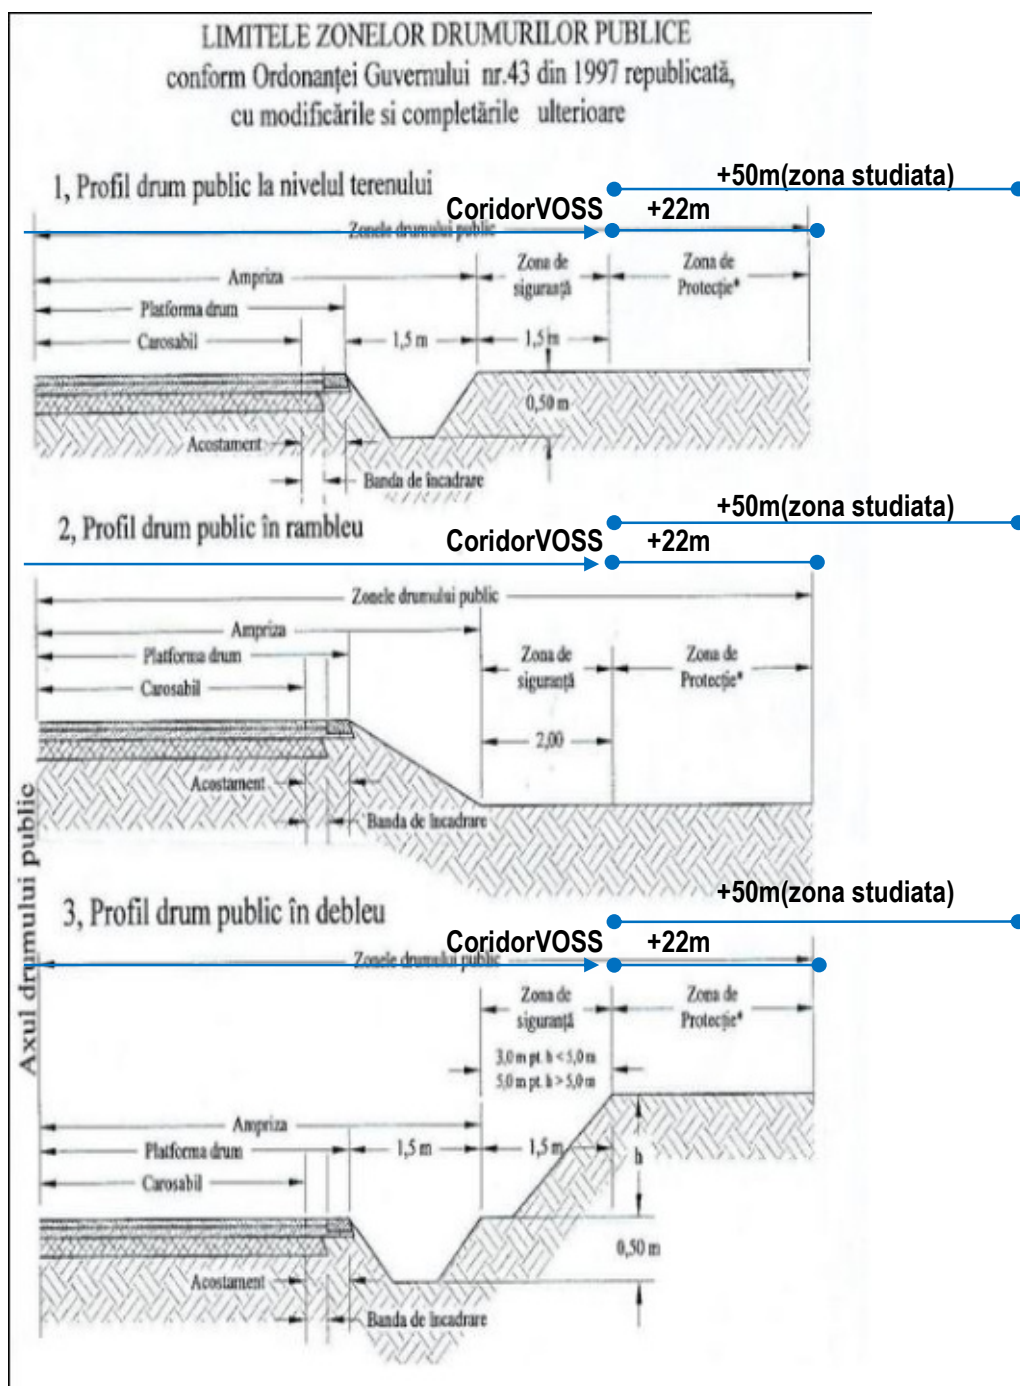 LIMITELE ZONELOR DRUMURILOR PUBLICE
conform Ordonanței Guvernului nr.43 din 1997 republicată,
cu modificările si completările ulterioare
1, Profil drum public la nivelul terenului
+50m(zona studiata)
CoridorVOSS +22m
Zonele drumului public
Ampriza
Zona de siguranță
Zona de Protecție*
Platforma drum
Carosabil
1,5 m
1,5 m
0,50 m
Acostament
Banda de încadrare
2, Profil drum public în rambleu
+50m(zona studiata)
CoridorVOSS +22m
Zonele drumului public
Ampriza
Platforma drum
Zona de siguranță
Zona de Protecție*
Carosabil
2,00
Acostament
Banda de încadrare
Axul drumului public
3, Profil drum public în debleu
+50m(zona studiata)
CoridorVOSS +22m
Zonele drumului public
Zona de siguranță
Zona de Protecție*
3,0 m pt. h < 5,0 m
5,0 m pt. h > 5,0 m
Ampriza
Platforma drum
1,5 m
1,5 m
h
Carosabil
0,50 m
Acostament
Banda de încadrare